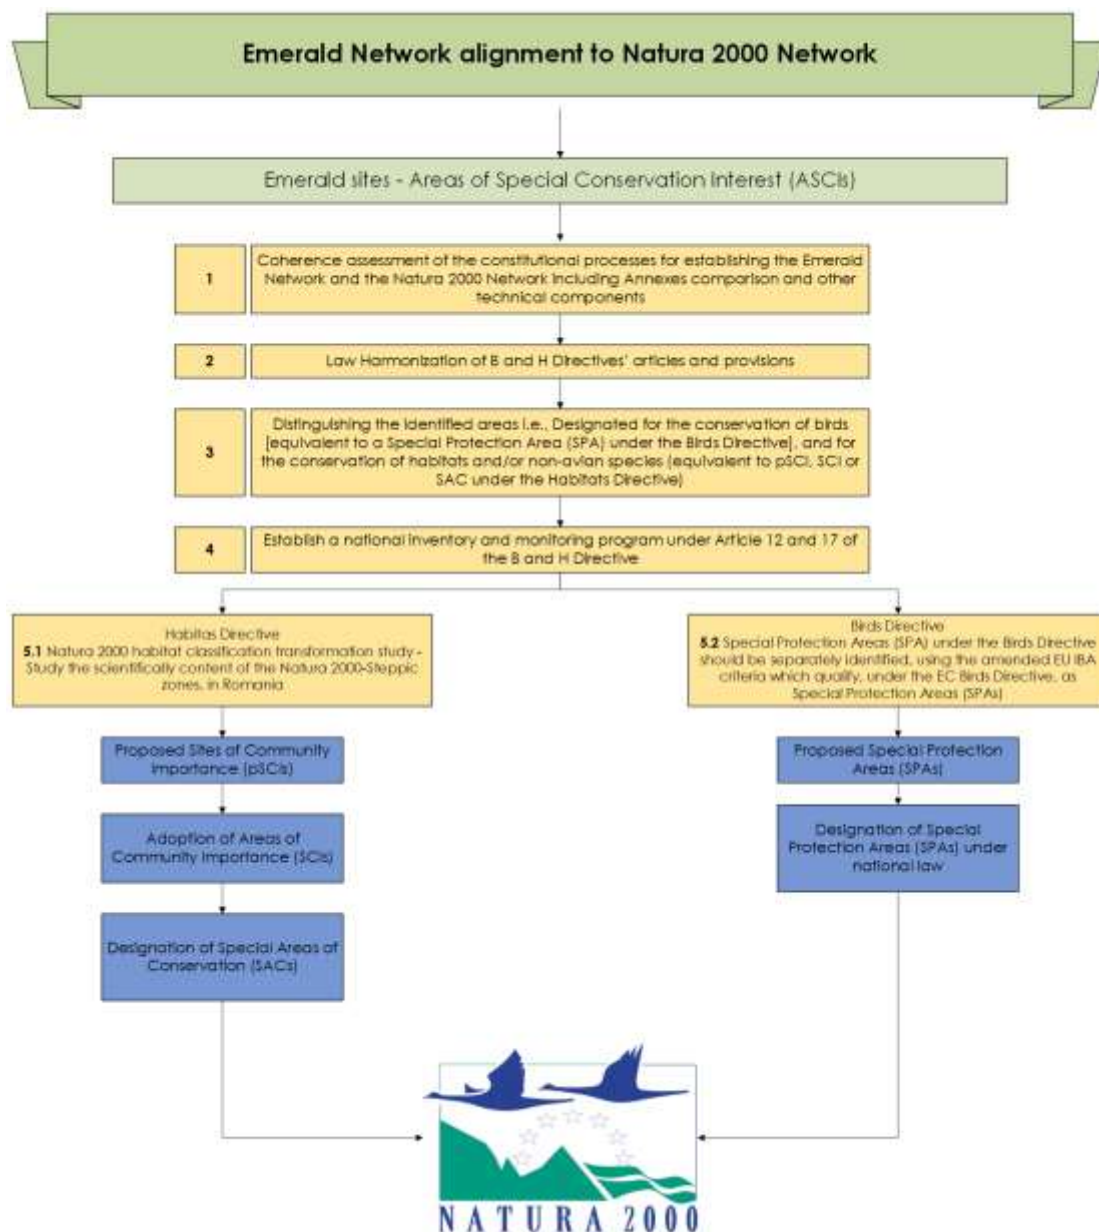 Emerald Network alignment to Natura 2000 Network
Emerald sites - Areas of Special Conservation Interest (ASCIs)
1
Coherence assessment of the constitutional processes for establishing the Emerald
Network and the Natura 2000 Network including Annexes comparison and other
technical components
2
Law Harmonization of B and H Directives' articles and provisions
3
Distinguishing the identified areas i.e., Designated for the conservation of birds
[equivalent to a Special Protection Area (SPA) under the Birds Directive], and for
the conservation of habitats and/or non-avian species (equivalent to pSCI, SCI or
SAC under the Habitats Directive)
4
Establish a national inventory and monitoring program under Article 12 and 17 of
the B and H Directive
Habitas Directive
5.1 Natura 2000 habitat classification transformation study -
Study the scientifically content of the Natura 2000-Steppic
zones, in Romania
Proposed Sites of Community
Importance (pSCIs)
Adoption of Areas of
Community Importance (SCIs)
Designation of Special Areas of
Conservation (SACs)
Birds Directive
5.2 Special Protection Areas (SPA) under the Birds Directive
should be separately identified, using the amended EU IBA
criteria which qualify, under the EC Birds Directive, as
Special Protection Areas (SPAs)
Proposed Special Protection
Areas (SPAs)
Designation of Special
Protection Areas (SPAs) under
national law
NATURA 2000